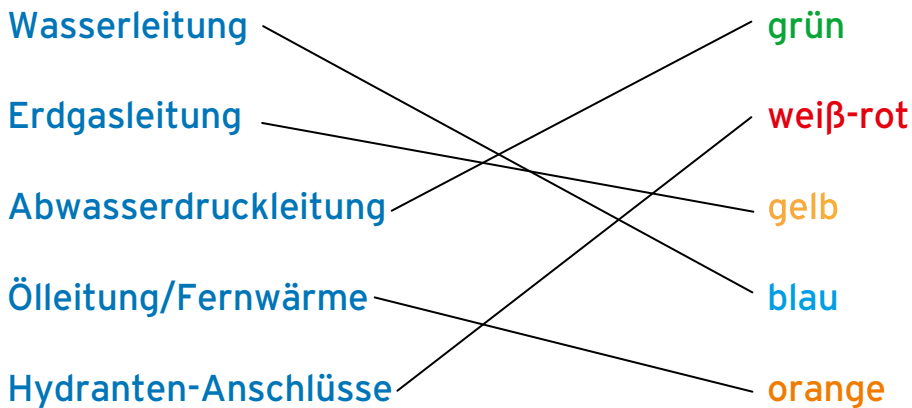 Wasserleitung
grün
Erdgasleitung
weiß-rot
Abwasserdruckleitung
gelb
Ölleitung/Fernwärme
blau
Hydranten-Anschlüsse
orange